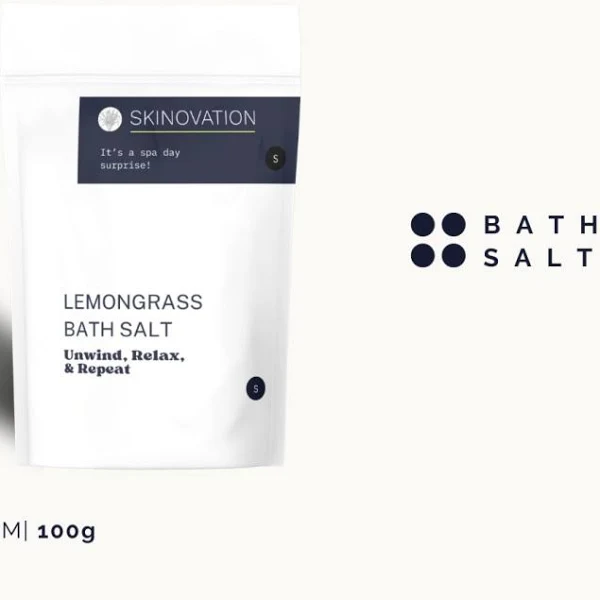 SKINOVATION
It's a spa day
surprise!
S
LEMONGRASS
BATH SALT
Unwind, Relax,
& Repeat
S
BATH
SALT
M| 100g